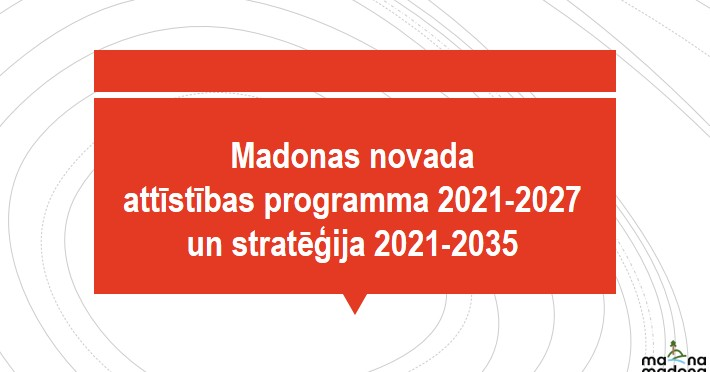 Madonas novada
attīstības programma 2021-2027
un stratēģija 2021-2035